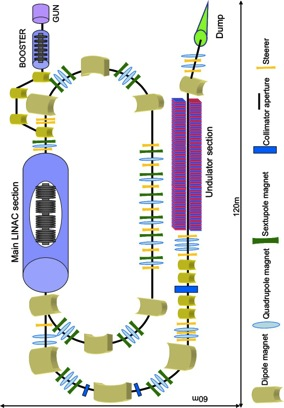 GUN
BOOSTER
Dump
Main LINAC section
Undulator section
120m
60m
Dipole magnet
Quadrupole magnet
Sextupole magnet
Collimator aperture
Steerer